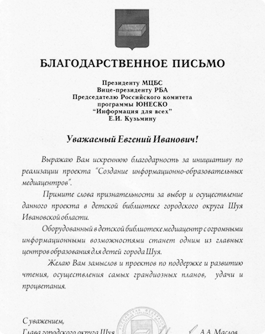 БЛАГОДАРСТВЕННОЕ ПИСЬМО
Президенту МЦБС
Вице-президенту РБА
Председателю Российского комитета
программы ЮНЕСКО
"Информация для всех"
Е.И. Кузьмину
Уважаемый Евгений Иванович!
Выражаю Вам искреннюю благодарность за инициативу по
реализации проекта "Создание информационно-образовательных
медиацентров".
Примите слова признательности за выбор и осуществление
данного проекта в детской библиотеке городского округа Шуя
Ивановской области.
Оборудованный в детской библиотеке медиацентр с огромными
информационными возможностями станет одним из главных
центров образования для детей города Шуя.
Желаю Вам замыслов и проектов по поддержке и развитию
чтения, осуществления самых грандиозных планов, удачи и
процветания.
С уважением,
Глава городского округа Шуя А.А. Маслов